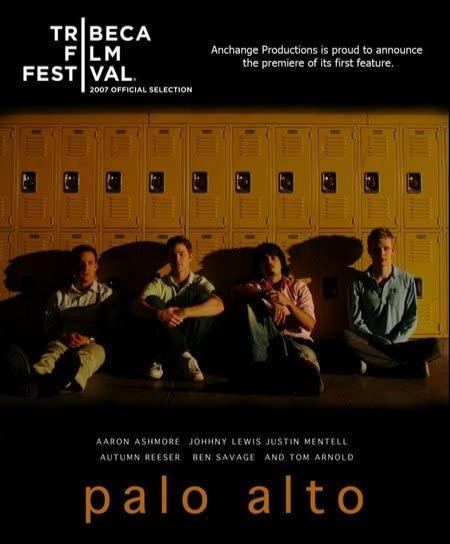 TRIBECA
FILM
FESTIVAL®
2007 OFFICIAL SELECTION
Anchange Productions is proud to announce
the premiere of its first feature.
AARON ASHMORE JOHHNY LEWIS JUSTIN MENTELL
AUTUMN REESER BEN SAVAGE AND TOM ARNOLD
palo alto